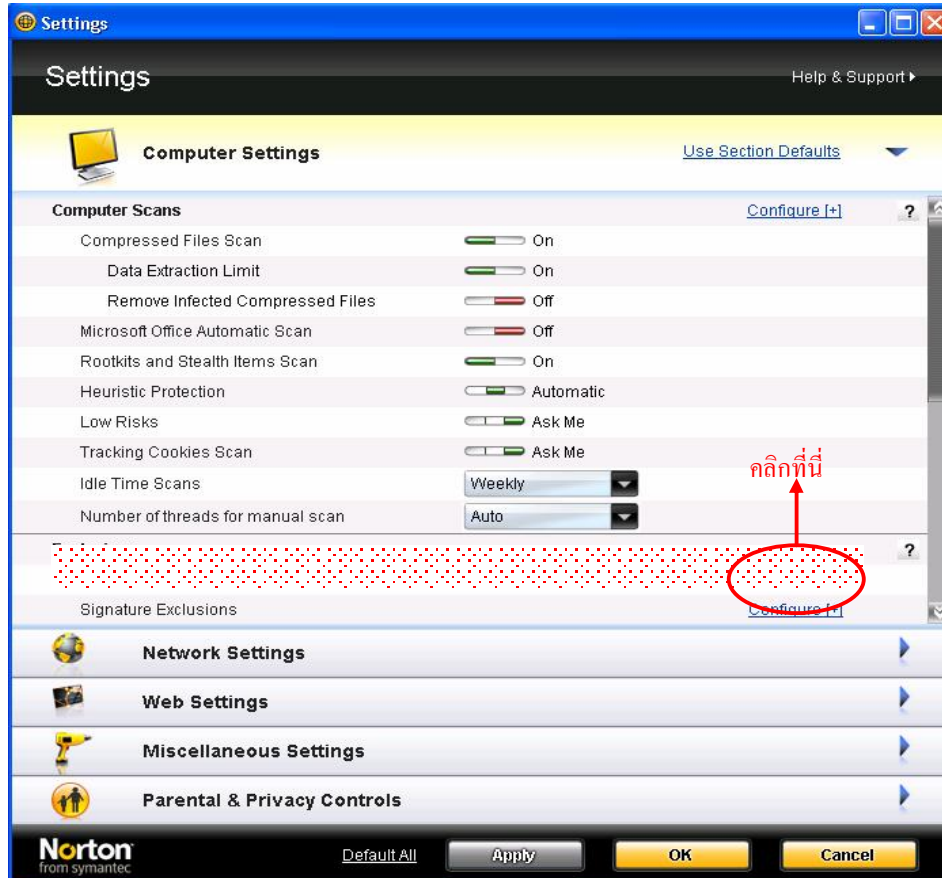 Settings
Settings
Help & Support
Computer Settings
Use Section Defaults
Computer Scans
Configure [+]
?
Compressed Files Scan
On
Data Extraction Limit
On
Remove Infected Compressed Files
Off
Microsoft Office Automatic Scan
Off
Rootkits and Stealth Items Scan
On
Heuristic Protection
Automatic
Low Risks
Ask Me
Tracking Cookies Scan
Ask Me
คลิกที่นี่
Idle Time Scans
Weekly
Number of threads for manual scan
Auto
?
Signature Exclusions
Configure [+]
Network Settings
Web Settings
Miscellaneous Settings
Parental & Privacy Controls
Norton
from symantec
Default All
Apply
OK
Cancel